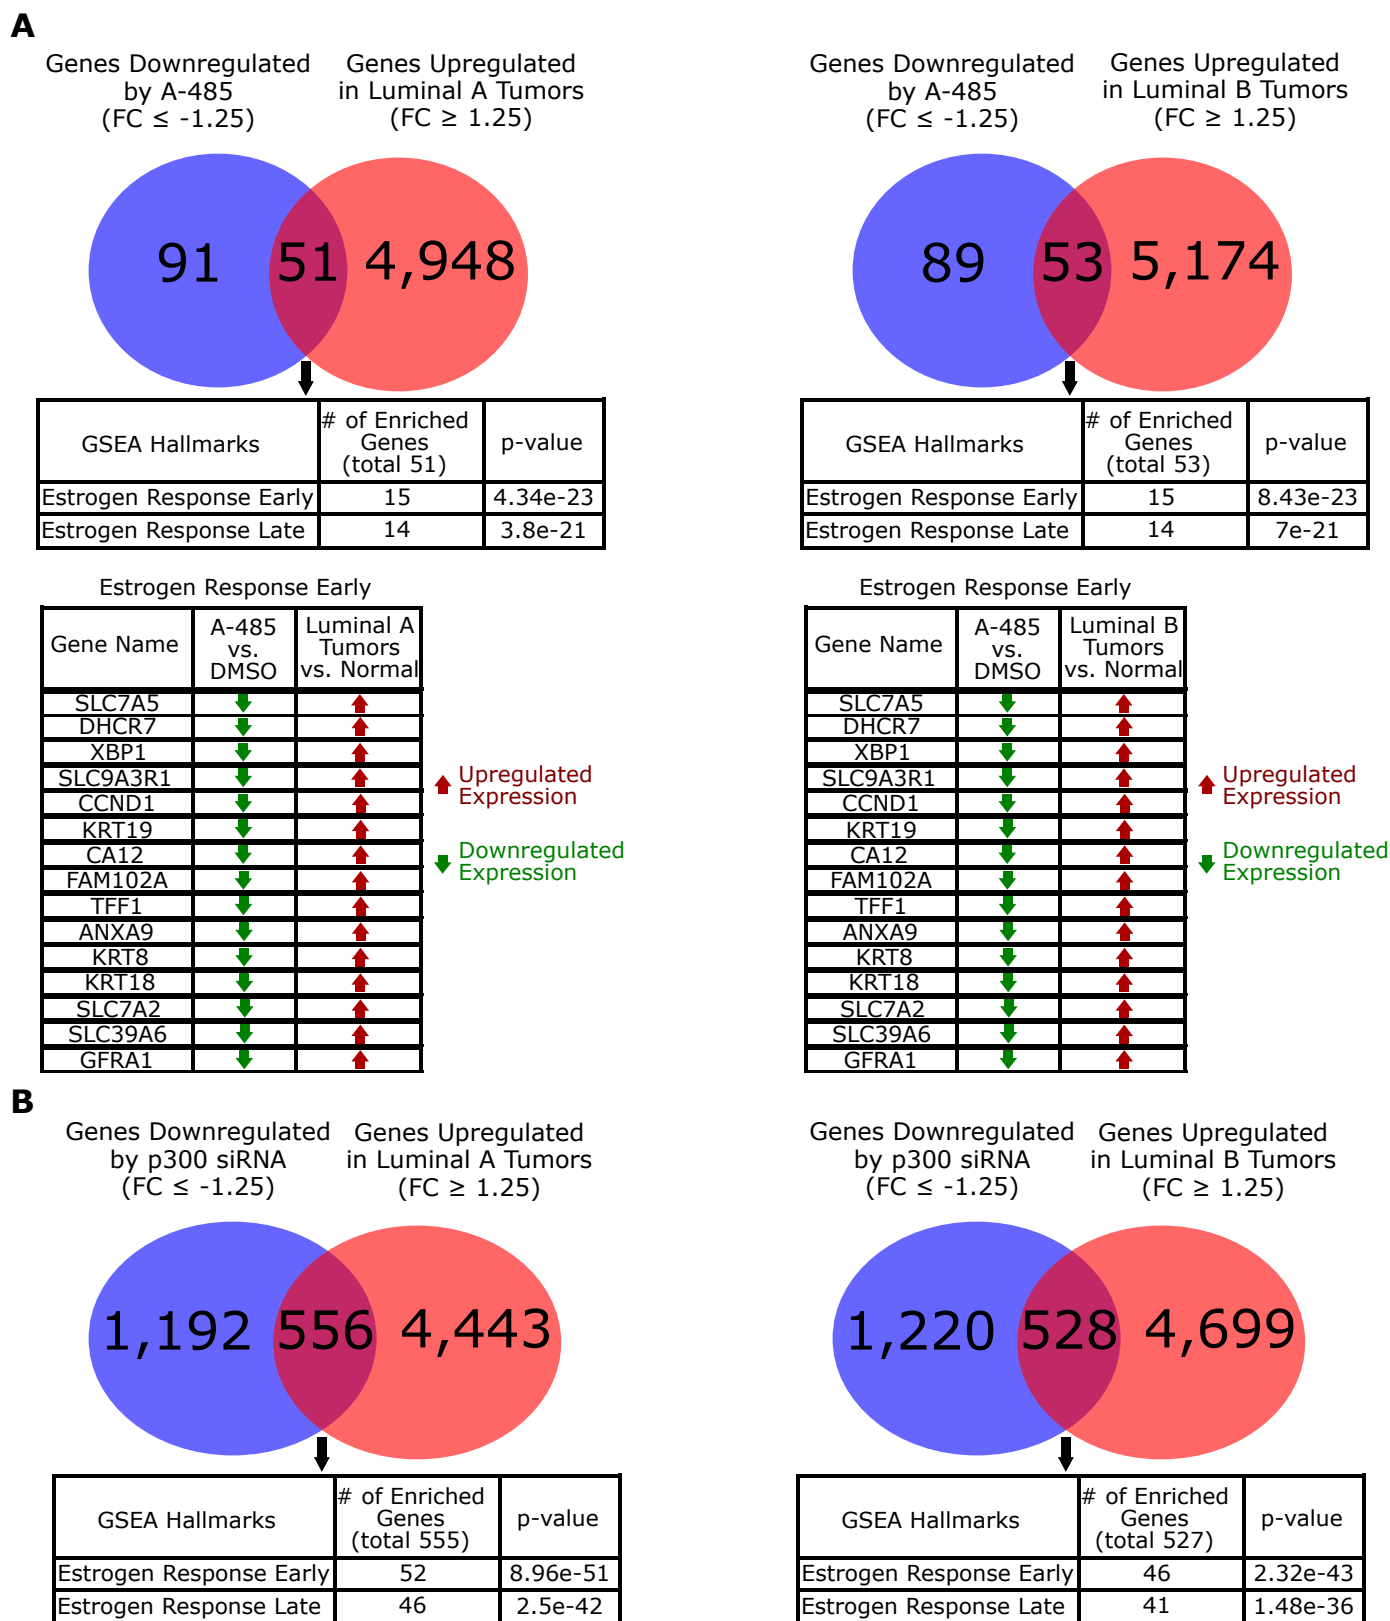 A
Genes Downregulated
by A-485
(FC ≤ -1.25)
Genes Upregulated
in Luminal A Tumors
(FC ≥ 1.25)
91 51 4,948
GSEA Hallmarks
# of Enriched
Genes
(total 51)
p-value
Estrogen Response Early 15 4.34e-23
Estrogen Response Late 14 3.8e-21
Estrogen Response Early
Gene Name
A-485
vs.
DMSO
Luminal A
Tumors
vs. Normal
SLC7A5
DHCR7
XBP1
SLC9A3R1
CCND1
KRT19
CA12
FAM102A
TFF1
ANXA9
KRT8
KRT18
SLC7A2
SLC39A6
GFRA1
Upregulated
Expression
Downregulated
Expression
Genes Downregulated
by A-485
(FC ≤ -1.25)
Genes Upregulated
in Luminal B Tumors
(FC ≥ 1.25)
89 53 5,174
GSEA Hallmarks
# of Enriched
Genes
(total 53)
p-value
Estrogen Response Early 15 8.43e-23
Estrogen Response Late 14 7e-21
Estrogen Response Early
Gene Name
A-485
vs.
DMSO
Luminal B
Tumors
vs. Normal
SLC7A5
DHCR7
XBP1
SLC9A3R1
CCND1
KRT19
CA12
FAM102A
TFF1
ANXA9
KRT8
KRT18
SLC7A2
SLC39A6
GFRA1
Upregulated
Expression
Downregulated
Expression
B
Genes Downregulated
by p300 siRNA
(FC ≤ -1.25)
Genes Upregulated
in Luminal A Tumors
(FC ≥ 1.25)
1,192 556 4,443
GSEA Hallmarks
# of Enriched
Genes
(total 555)
p-value
Estrogen Response Early 52 8.96e-51
Estrogen Response Late 46 2.5e-42
Genes Downregulated
by p300 siRNA
(FC ≤ -1.25)
Genes Upregulated
in Luminal B Tumors
(FC ≥ 1.25)
1,220 528 4,699
GSEA Hallmarks
# of Enriched
Genes
(total 527)
p-value
Estrogen Response Early 46 2.32e-43
Estrogen Response Late 41 1.48e-36